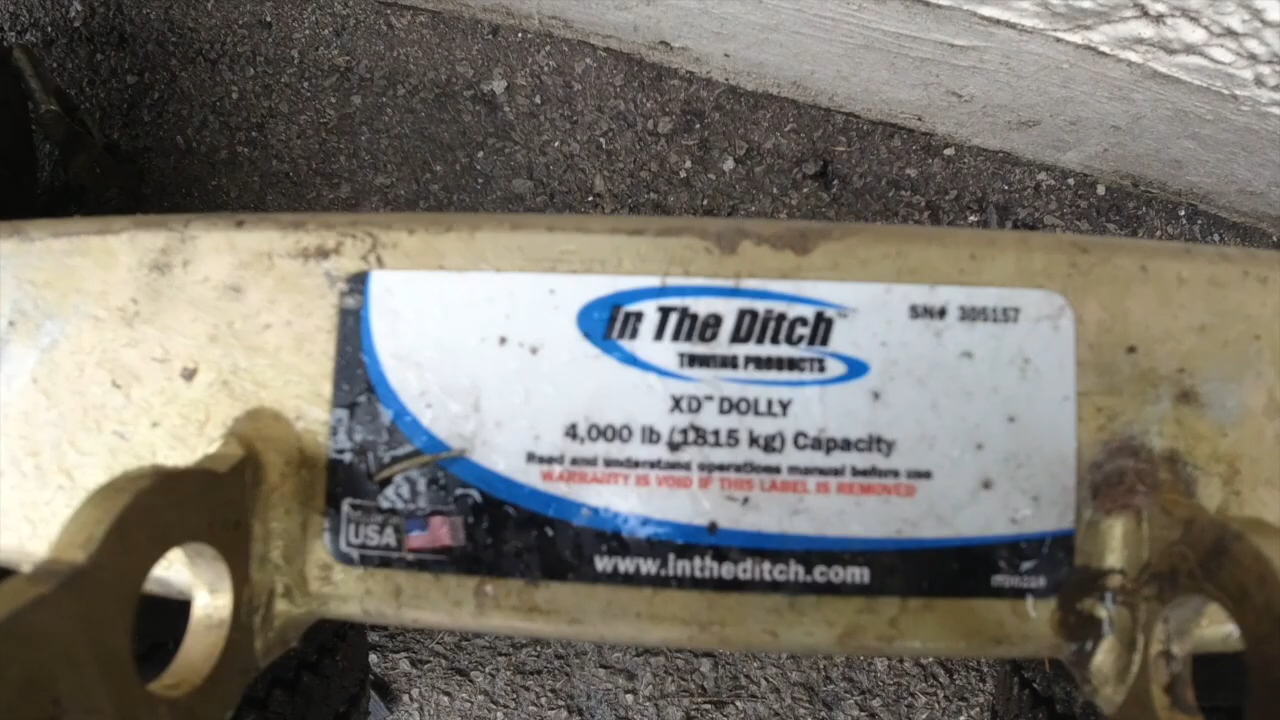 In The Ditch™
TOWING PRODUCTS
SN# 305157
XD™ DOLLY
4,000 lb (1815 kg) Capacity
Read and understand operations manual before use
WARRANTY IS VOID IF THIS LABEL IS REMOVED
USA
www.intheditch.com